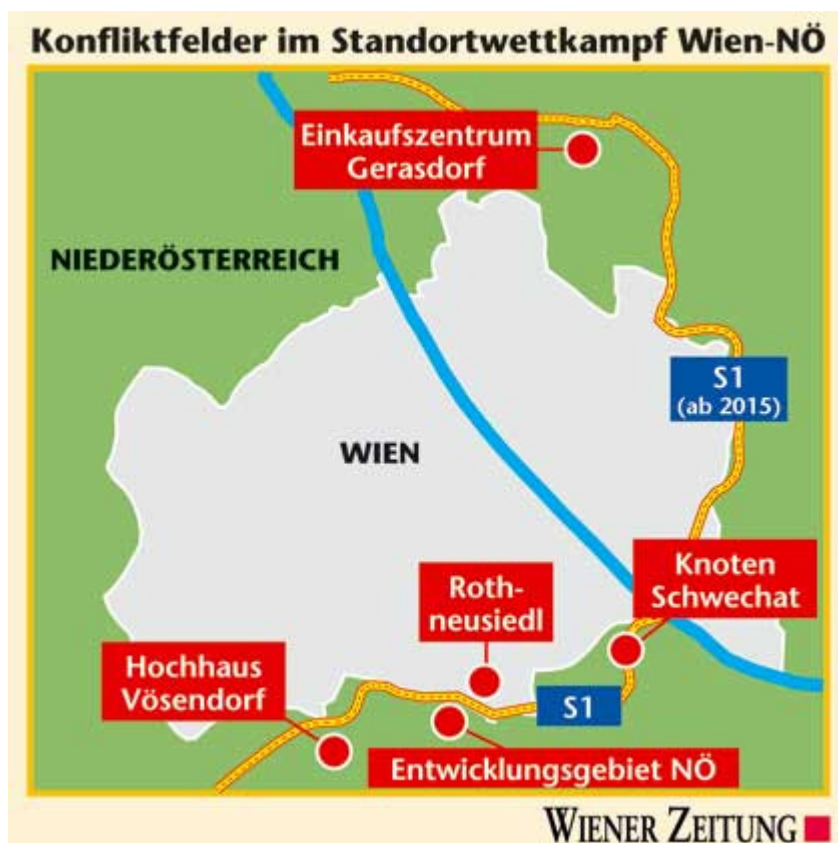 Konfliktfelder im Standortwettkampf Wien-NÖ
Einkaufszentrum
Gerasdorf
NIEDERÖSTERREICH
S1
(ab 2015)
WIEN
Knoten
Schwechat
Roth-
neusiedl
Hochhaus
Vösendorf
S1
Entwicklungsgebiet NÖ
WIENER ZEITUNG